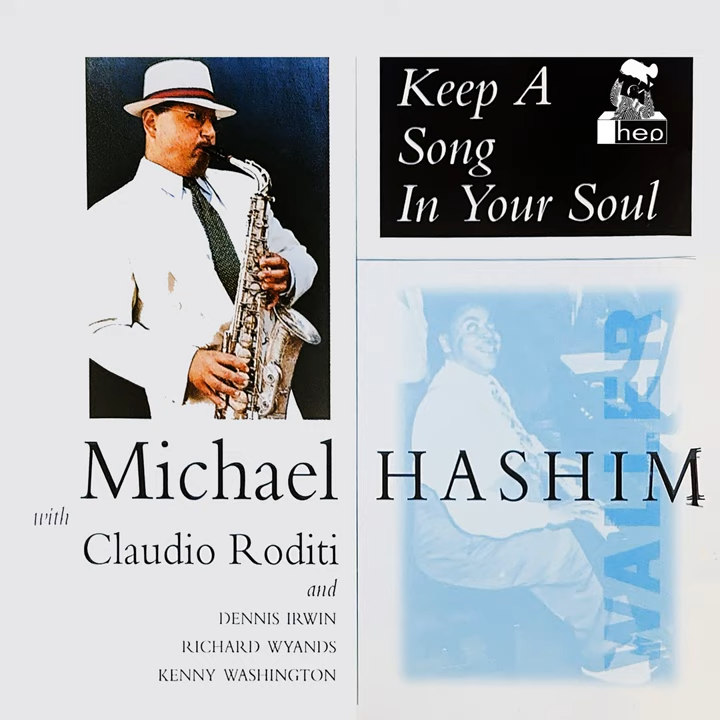 Keep A
Song
In Your Soul
hep
Michael HASHIM
with
Claudio Roditi
and
DENNIS IRWIN
RICHARD WYANDS
KENNY WASHINGTON
WALLER